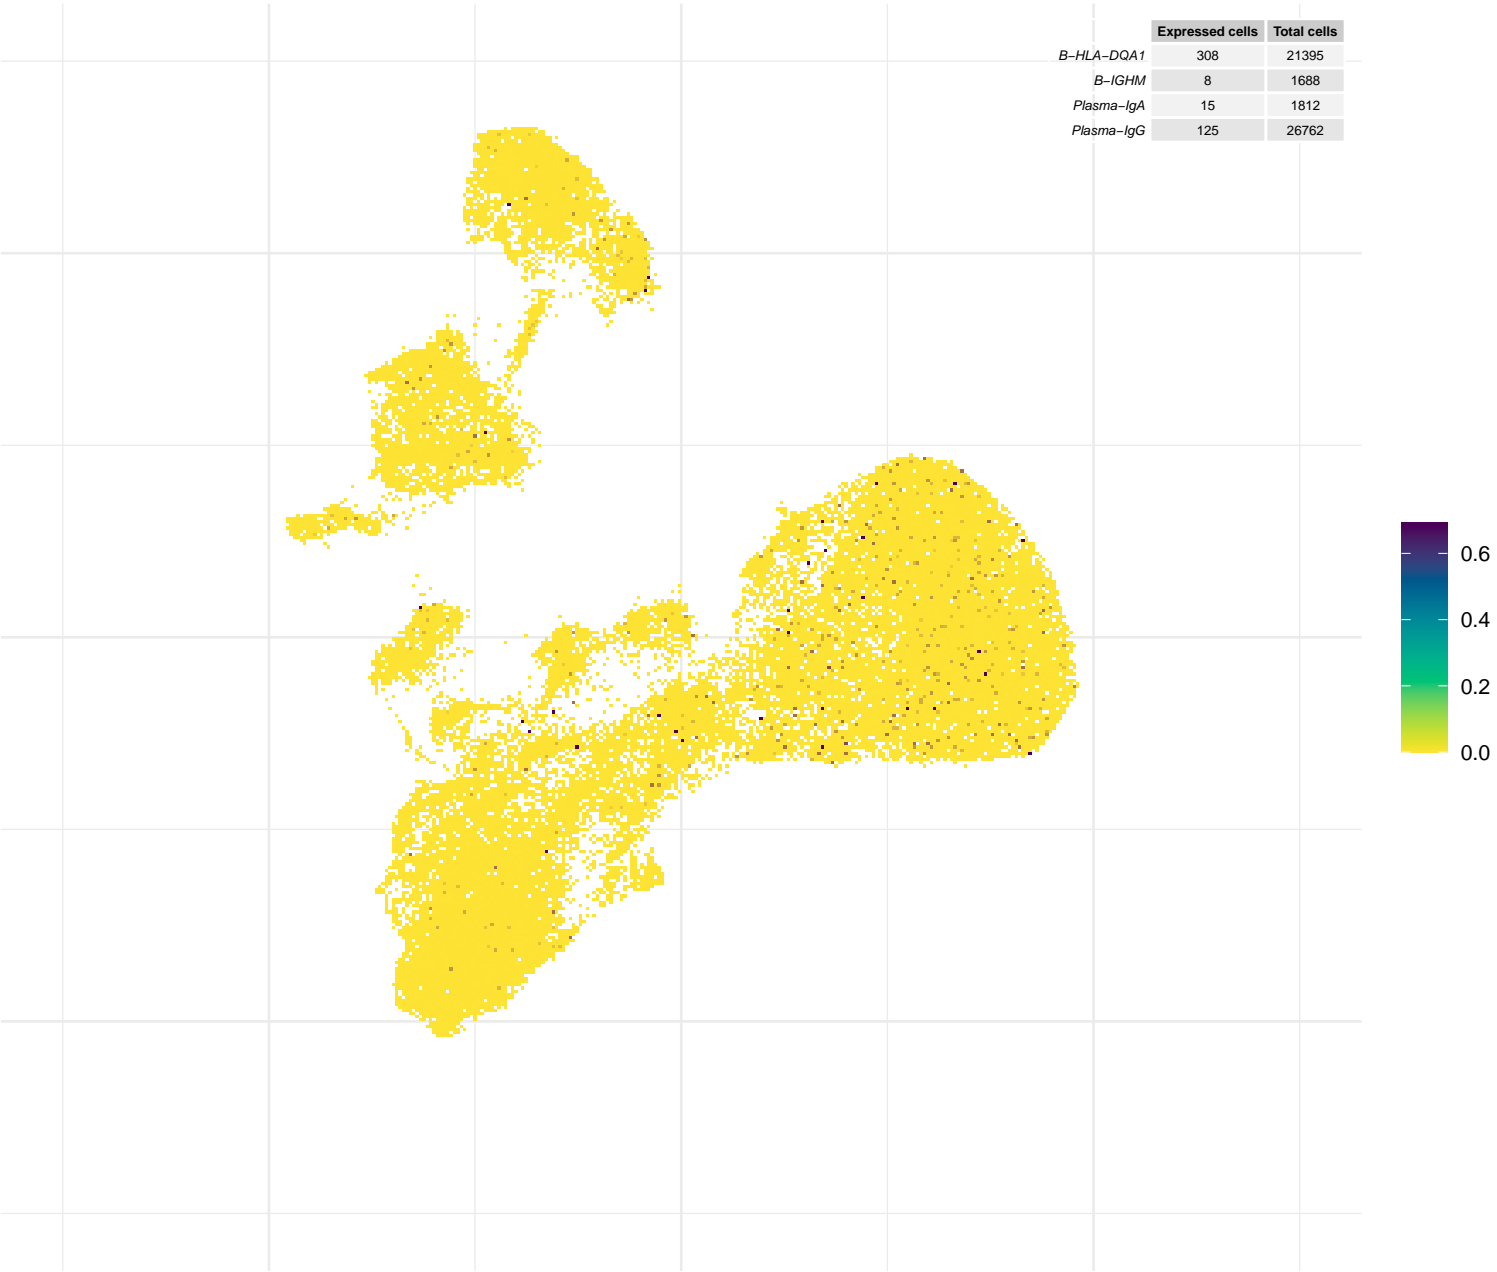 Expressed cells Total cells
B−HLA−DQA1 308 21395
B−IGHM 8 1688
Plasma−IgA 15 1812
Plasma−IgG 125 26762
0.6
0.4
0.2
0.0